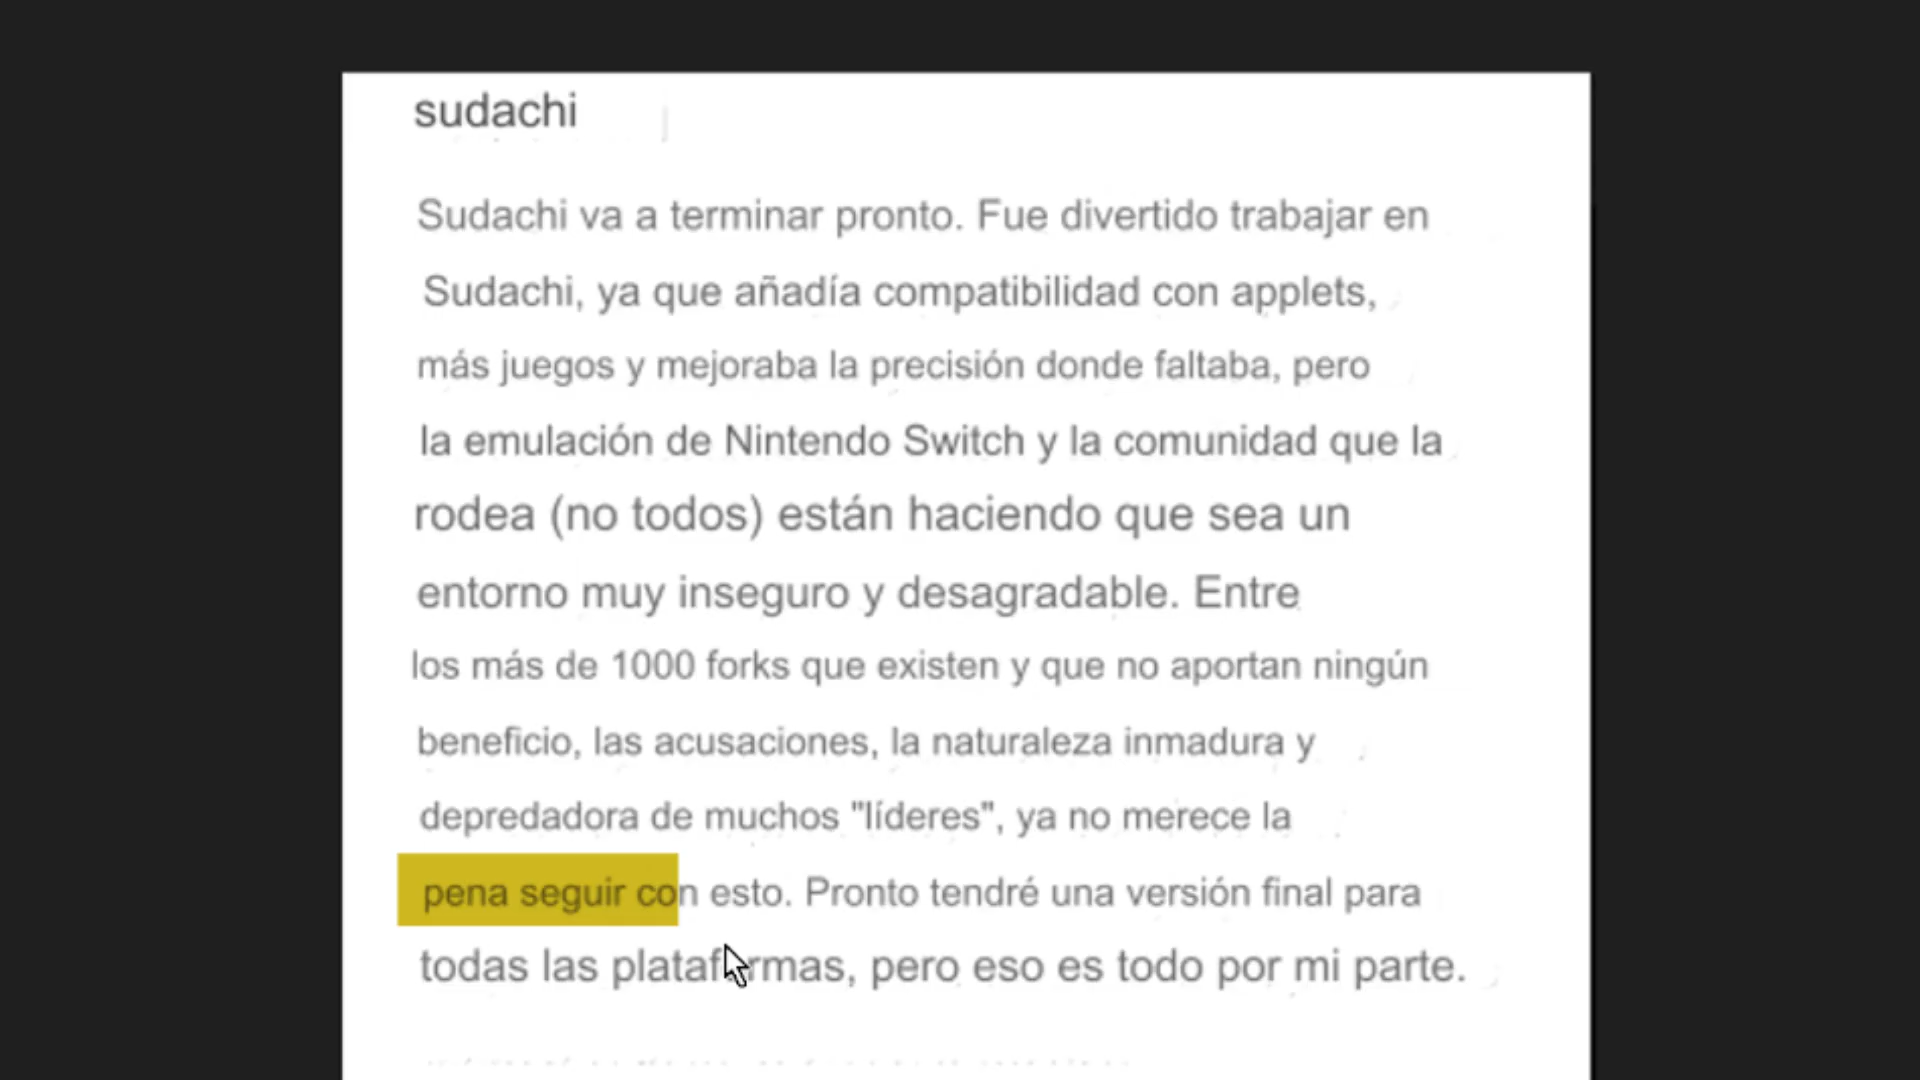 sudachi
Sudachi va a terminar pronto. Fue divertido trabajar en
Sudachi, ya que añadía compatibilidad con applets,
más juegos y mejoraba la precisión donde faltaba, pero
la emulación de Nintendo Switch y la comunidad que la
rodea (no todos) están haciendo que sea un
entorno muy inseguro y desagradable. Entre
los más de 1000 forks que existen y que no aportan ningún
beneficio, las acusaciones, la naturaleza inmadura y
depredadora de muchos "líderes", ya no merece la
pena seguir con esto. Pronto tendré una versión final para
todas las plataformas, pero eso es todo por mi parte.